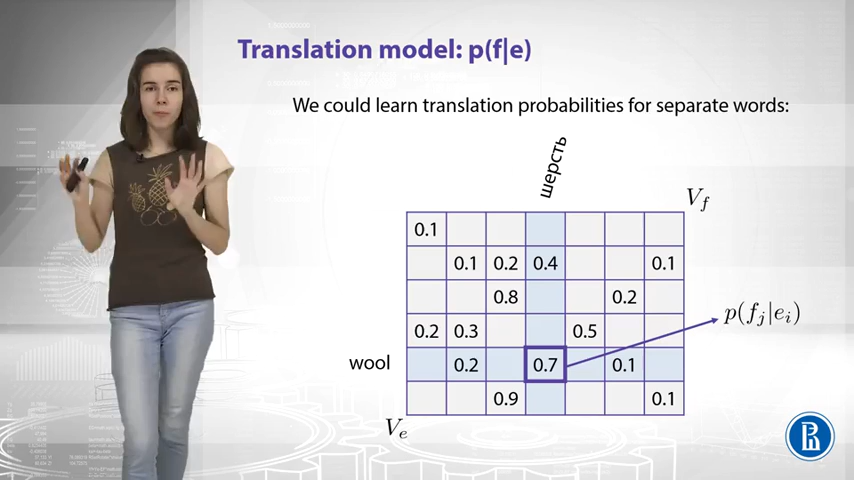 Translation model: p(f|e)
We could learn translation probabilities for separate words:
шерсть
V_f
0.1
0.1 0.2 0.4 0.1
0.8 0.2
p(f_j|e_i)
0.2 0.3 0.5
wool 0.2 0.7 0.1
0.9 0.1
V_e